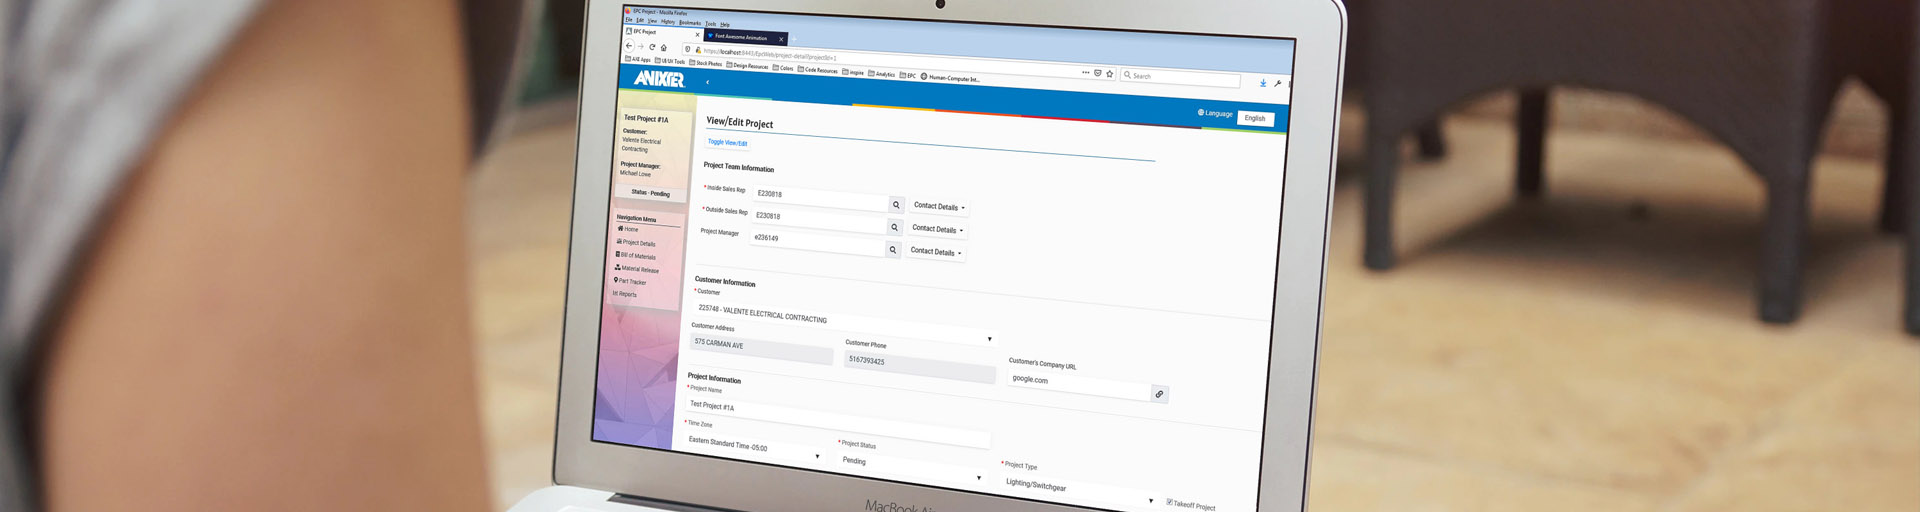 EPC Project - Mozilla Firefox
File Edit View History Bookmarks Tools Help
EPC Project
Font Awesome Animation
https://localhost:8443/EpcWeb/project-detail?projectId=1
Search
AXE Apps UI/UX Tools Stock Photos Design Resources Colors Code Resources Inspire Analytics EPC Human-Computer Int...
ANIXTER
Language
English
Test Project #1A
Customer:
Valente Electrical
Contracting
Project Manager:
Michael Lowe
Status - Pending
Navigation Menu
Home
Project Details
Bill of Materials
Material Release
Part Tracker
Reports
View/Edit Project
Toggle View/Edit
Project Team Information
* Inside Sales Rep
E230818
Contact Details
* Outside Sales Rep
E230818
Contact Details
Project Manager
e236149
Contact Details
Customer Information
* Customer
225748 - VALENTE ELECTRICAL CONTRACTING
Customer Address
575 CARMAN AVE
Customer Phone
5167393425
Customer's Company URL
google.com
Project Information
* Project Name
Test Project #1A
* Time Zone
Eastern Standard Time -05:00
* Project Status
Pending
* Project Type
Lighting/Switchgear
Takeoff Project
MacBook Air